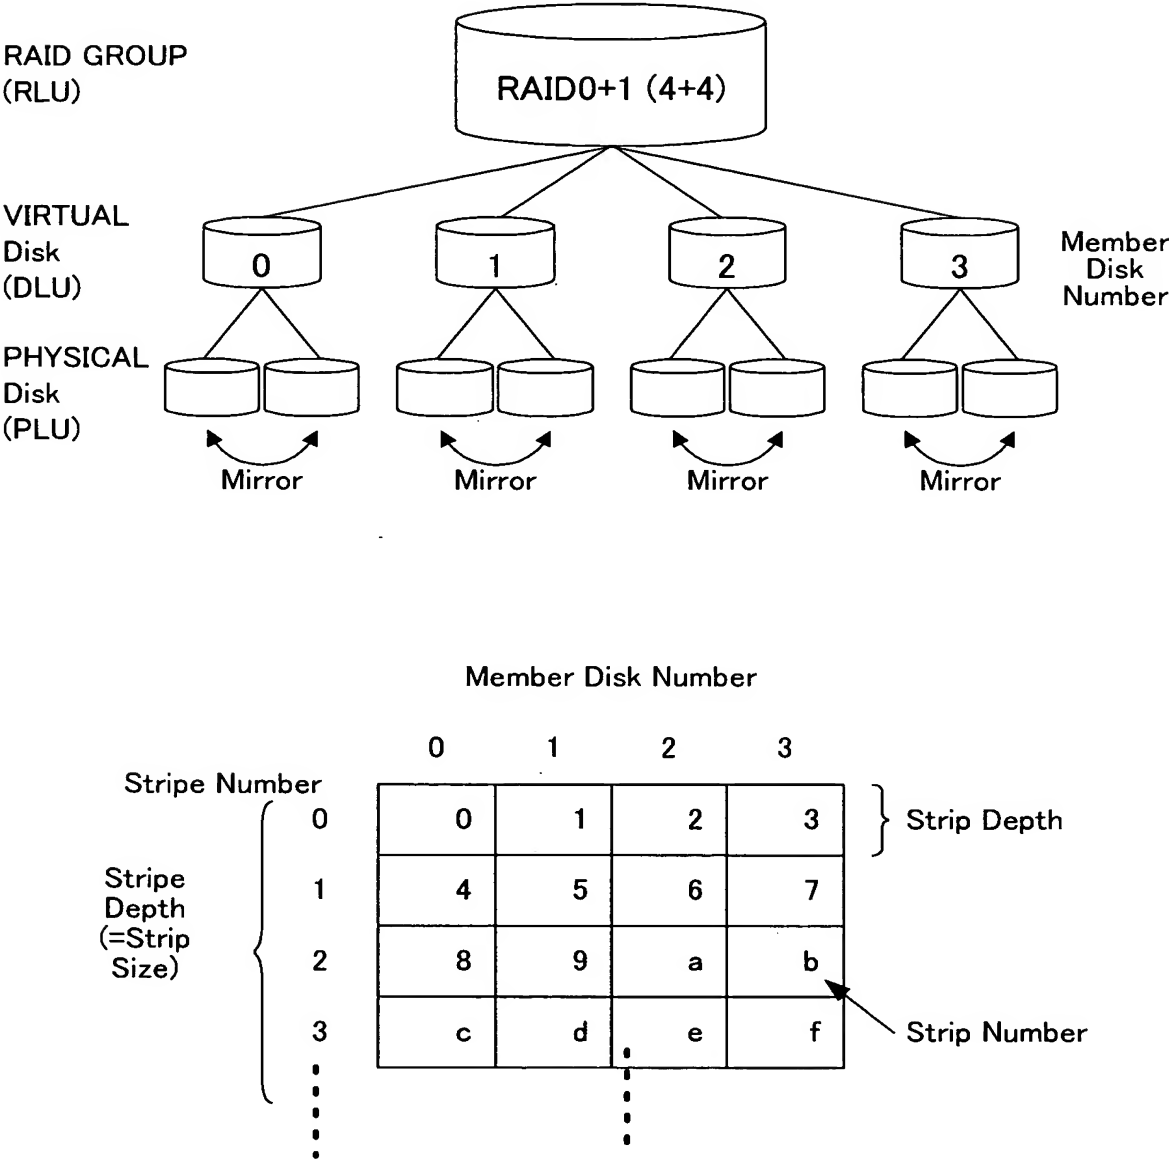 RAID GROUP
(RLU)
RAID0+1 (4+4)
VIRTUAL
Disk
(DLU)
0
1
2
3
Member
Disk
Number
PHYSICAL
Disk
(PLU)
Mirror
Mirror
Mirror
Mirror
Member Disk Number
0 1 2 3
Stripe Number
0 0 1 2 3 Strip Depth
1 4 5 6 7
Stripe
Depth
(=Strip
Size)
2 8 9 a b
3 c d e f
Strip Number